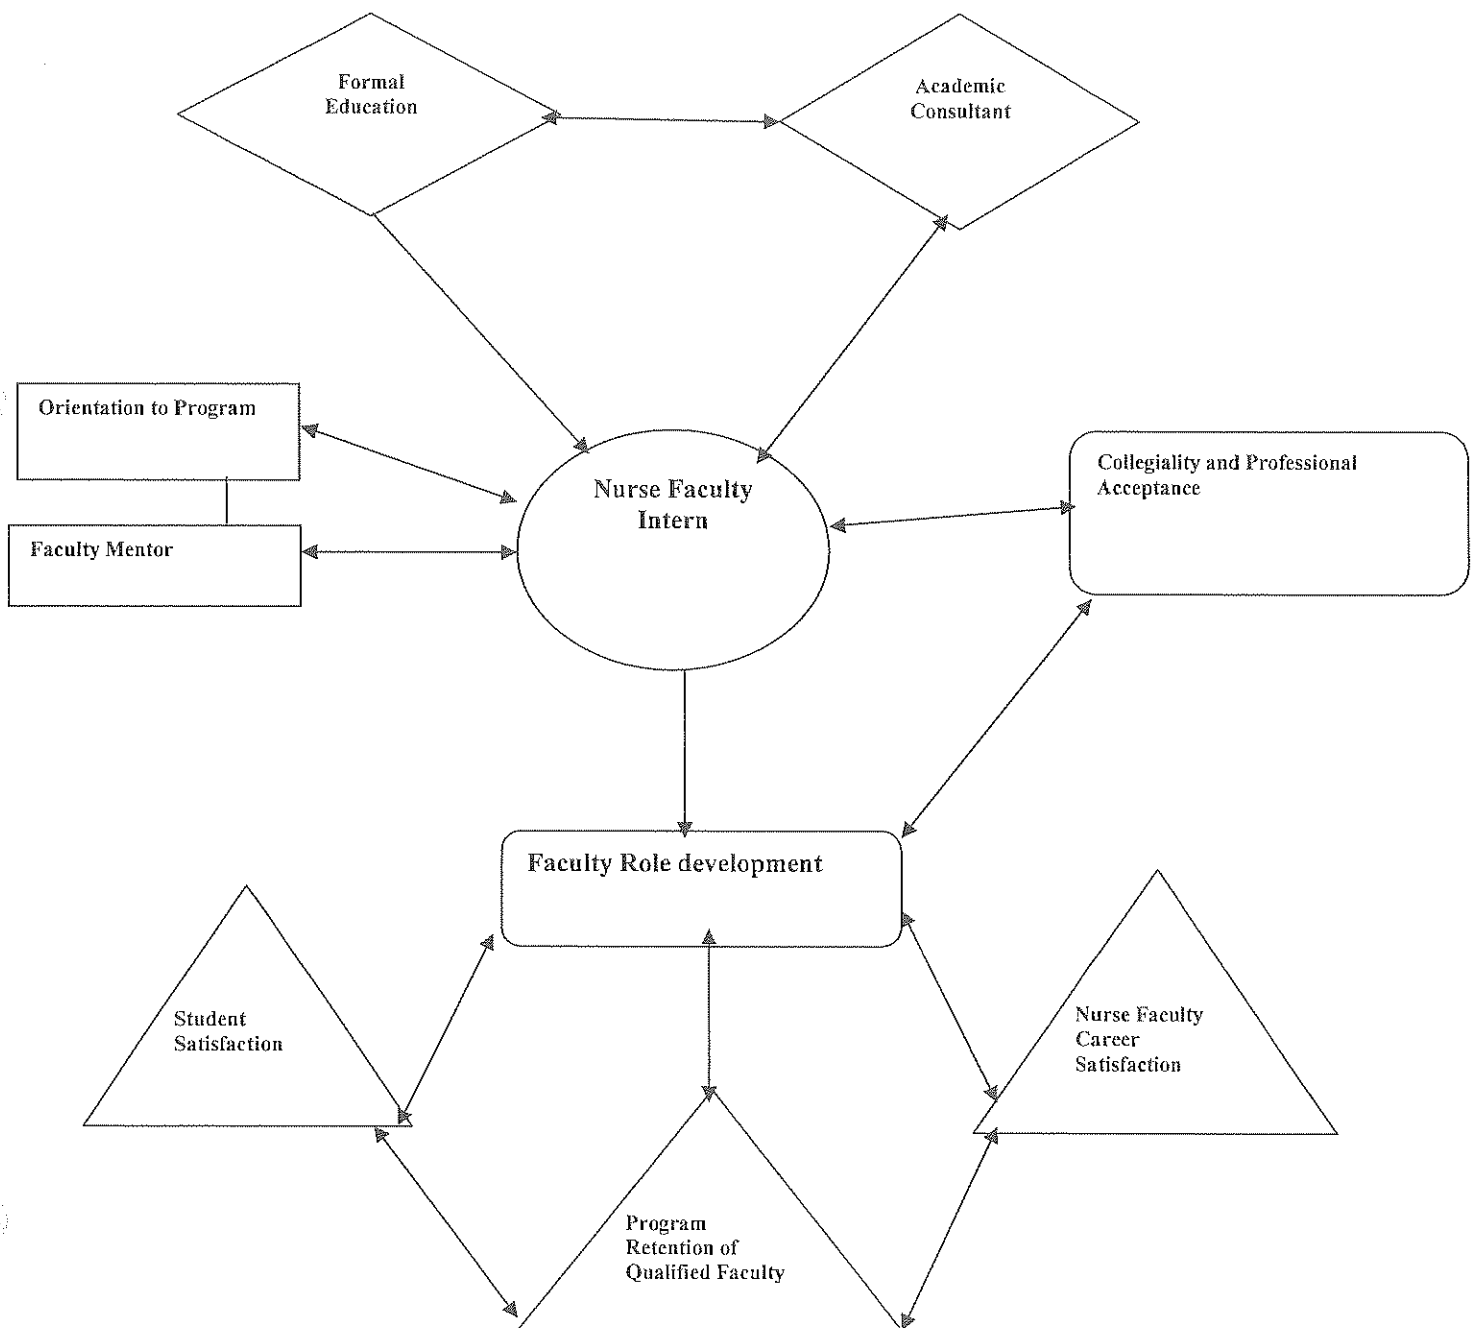 Formal
Education
Academic
Consultant
Orientation to Program
Faculty Mentor
Nurse Faculty
Intern
Collegiality and Professional
Acceptance
Faculty Role development
Student
Satisfaction
Nurse Faculty
Career
Satisfaction
Program
Retention of
Qualified Faculty